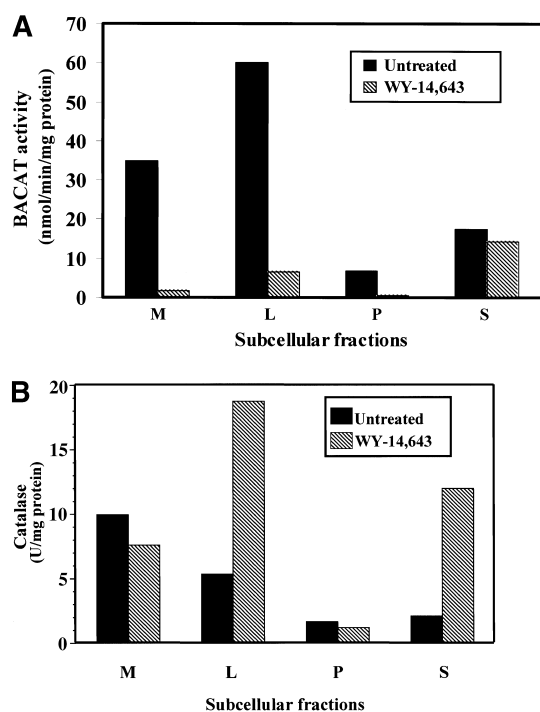 A
BACAT activity
(nmol/min/mg protein)
70
60
50
40
30
20
10
0
Untreated
WY-14,643
M L P S
Subcellular fractions
B
Catalase
(U/mg protein)
20
15
10
5
0
Untreated
WY-14,643
M L P S
Subcellular fractions